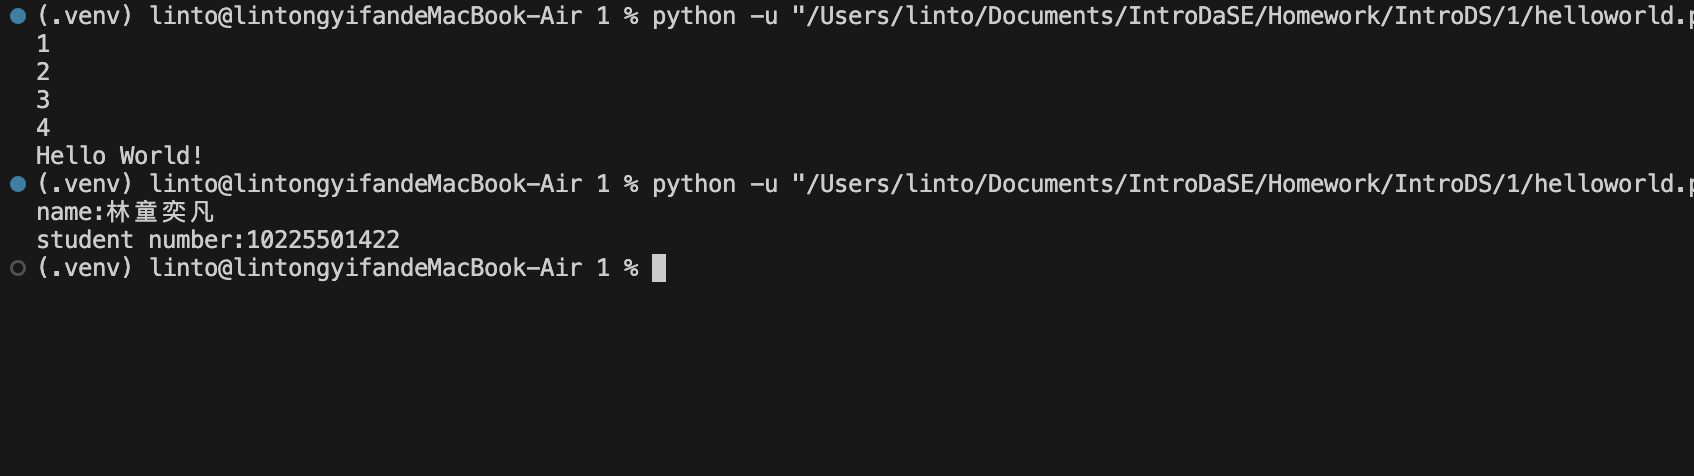 (.venv) linto@lintongyifandeMacBook-Air 1 % python -u "/Users/linto/Documents/IntroDaSE/Homework/IntroDS/1/helloworld.p
1
2
3
4
Hello World!
(.venv) linto@lintongyifandeMacBook-Air 1 % python -u "/Users/linto/Documents/IntroDaSE/Homework/IntroDS/1/helloworld.p
name:林童奕凡
student number:10225501422
(.venv) linto@lintongyifandeMacBook-Air 1 %